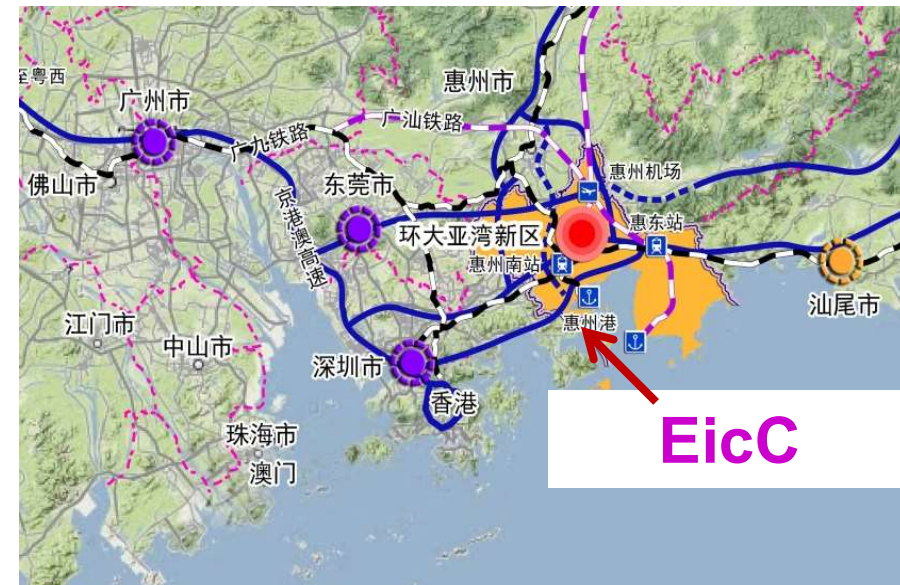 惠州市
至粤西
广州市
广汕铁路
广九铁路
惠州机场
佛山市
东莞市
京港澳高速
环大亚湾新区
惠东站
惠州南站
汕尾市
惠州港
江门市
中山市
深圳市
香港
珠海市
澳门
EicC